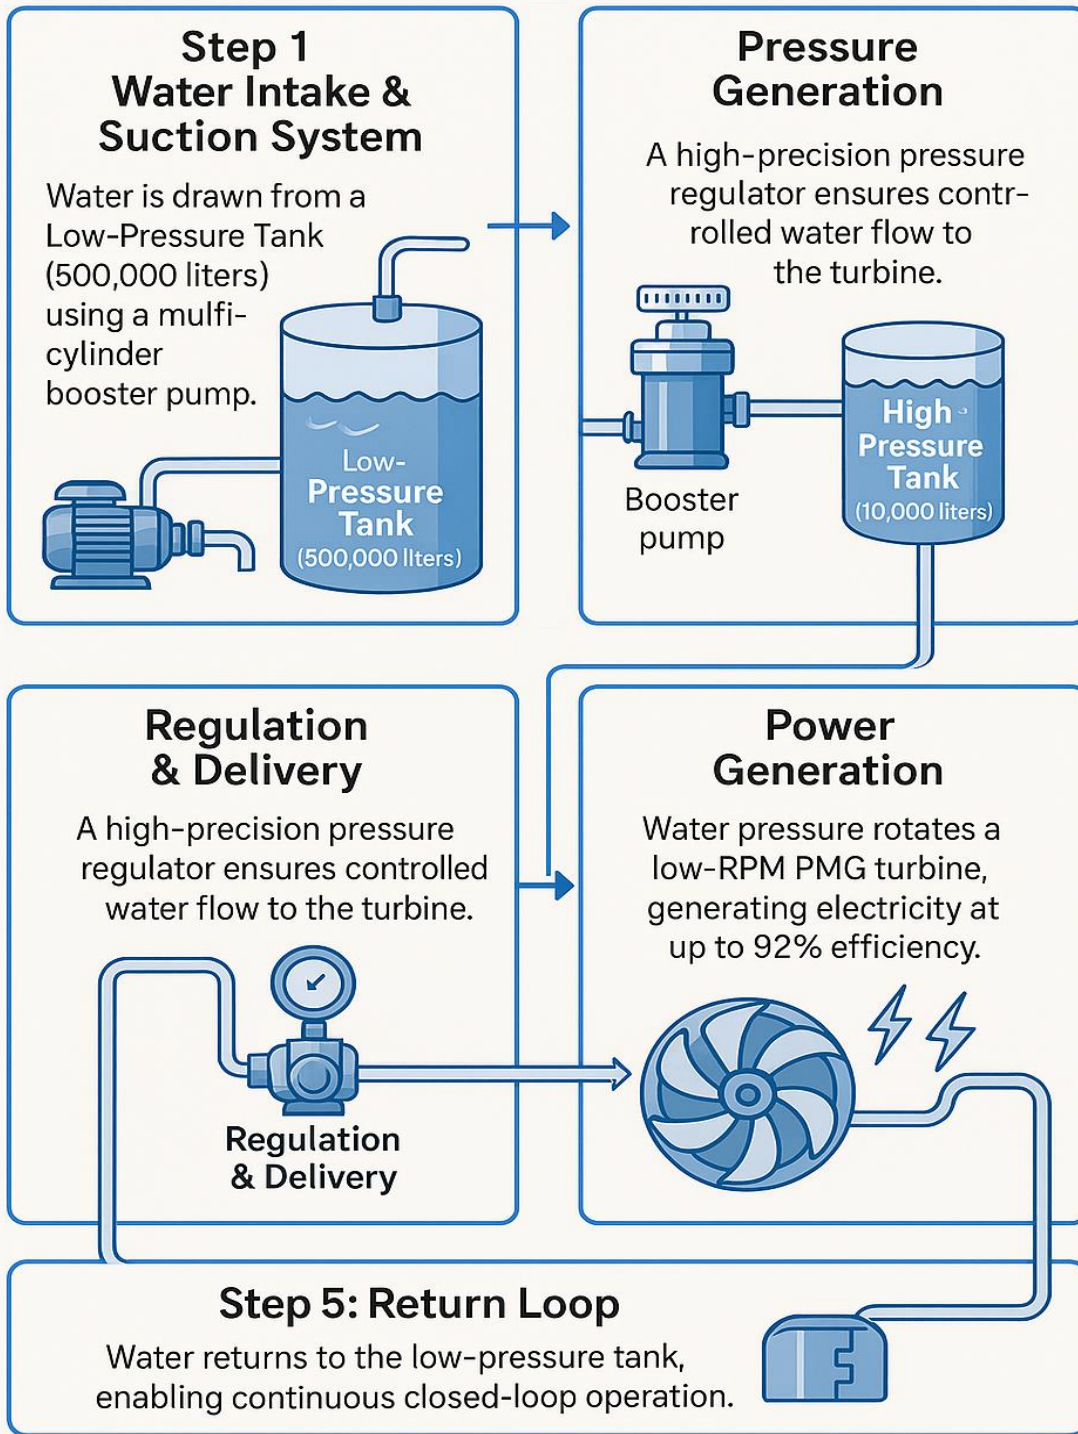 Step 1
Water Intake &
Suction System
Water is drawn from a
Low-Pressure Tank
(500,000 liters)
using a mulfi-
cylinder
booster pump.
Low-
Pressure
Tank
(500,000 lIters)
Pressure
Generation
A high-precision pressure
regulator ensures contr-
rolled water flow to
the turbine.
Booster
pump
High-
Pressure
Tank
(10,000 liters)
Regulation
& Delivery
A high-precision pressure
regulator ensures controlled
water flow to the turbine.
Regulation
& Delivery
Power
Generation
Water pressure rotates a
low-RPM PMG turbine,
generating electricity at
up to 92% efficiency.
Step 5: Return Loop
Water returns to the low-pressure tank,
enabling continuous closed-loop operation.